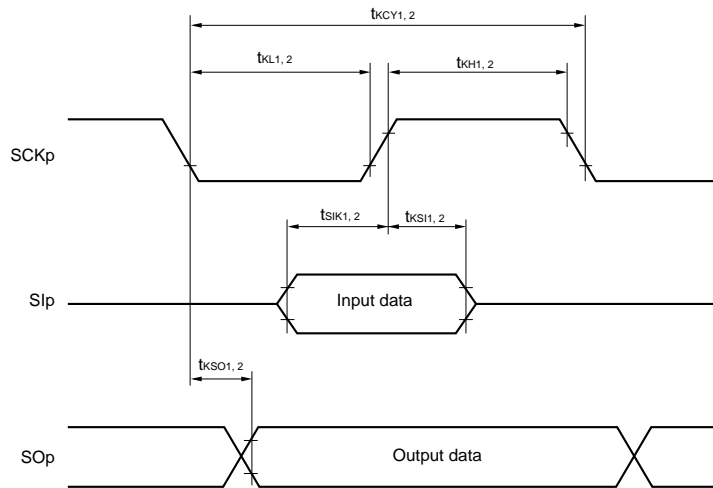 tKCY1, 2
tKL1, 2
tKH1, 2
SCKp
tSIK1, 2
tKSI1, 2
SIp
Input data
tKSO1, 2
SOp
Output data